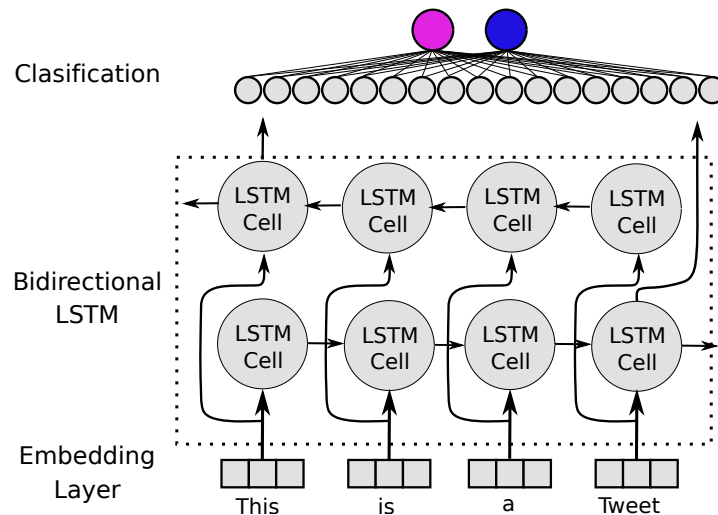 Clasification
LSTM Cell
LSTM Cell
LSTM Cell
LSTM Cell
Bidirectional
LSTM
LSTM Cell
LSTM Cell
LSTM Cell
LSTM Cell
Embedding
Layer
This
is
a
Tweet